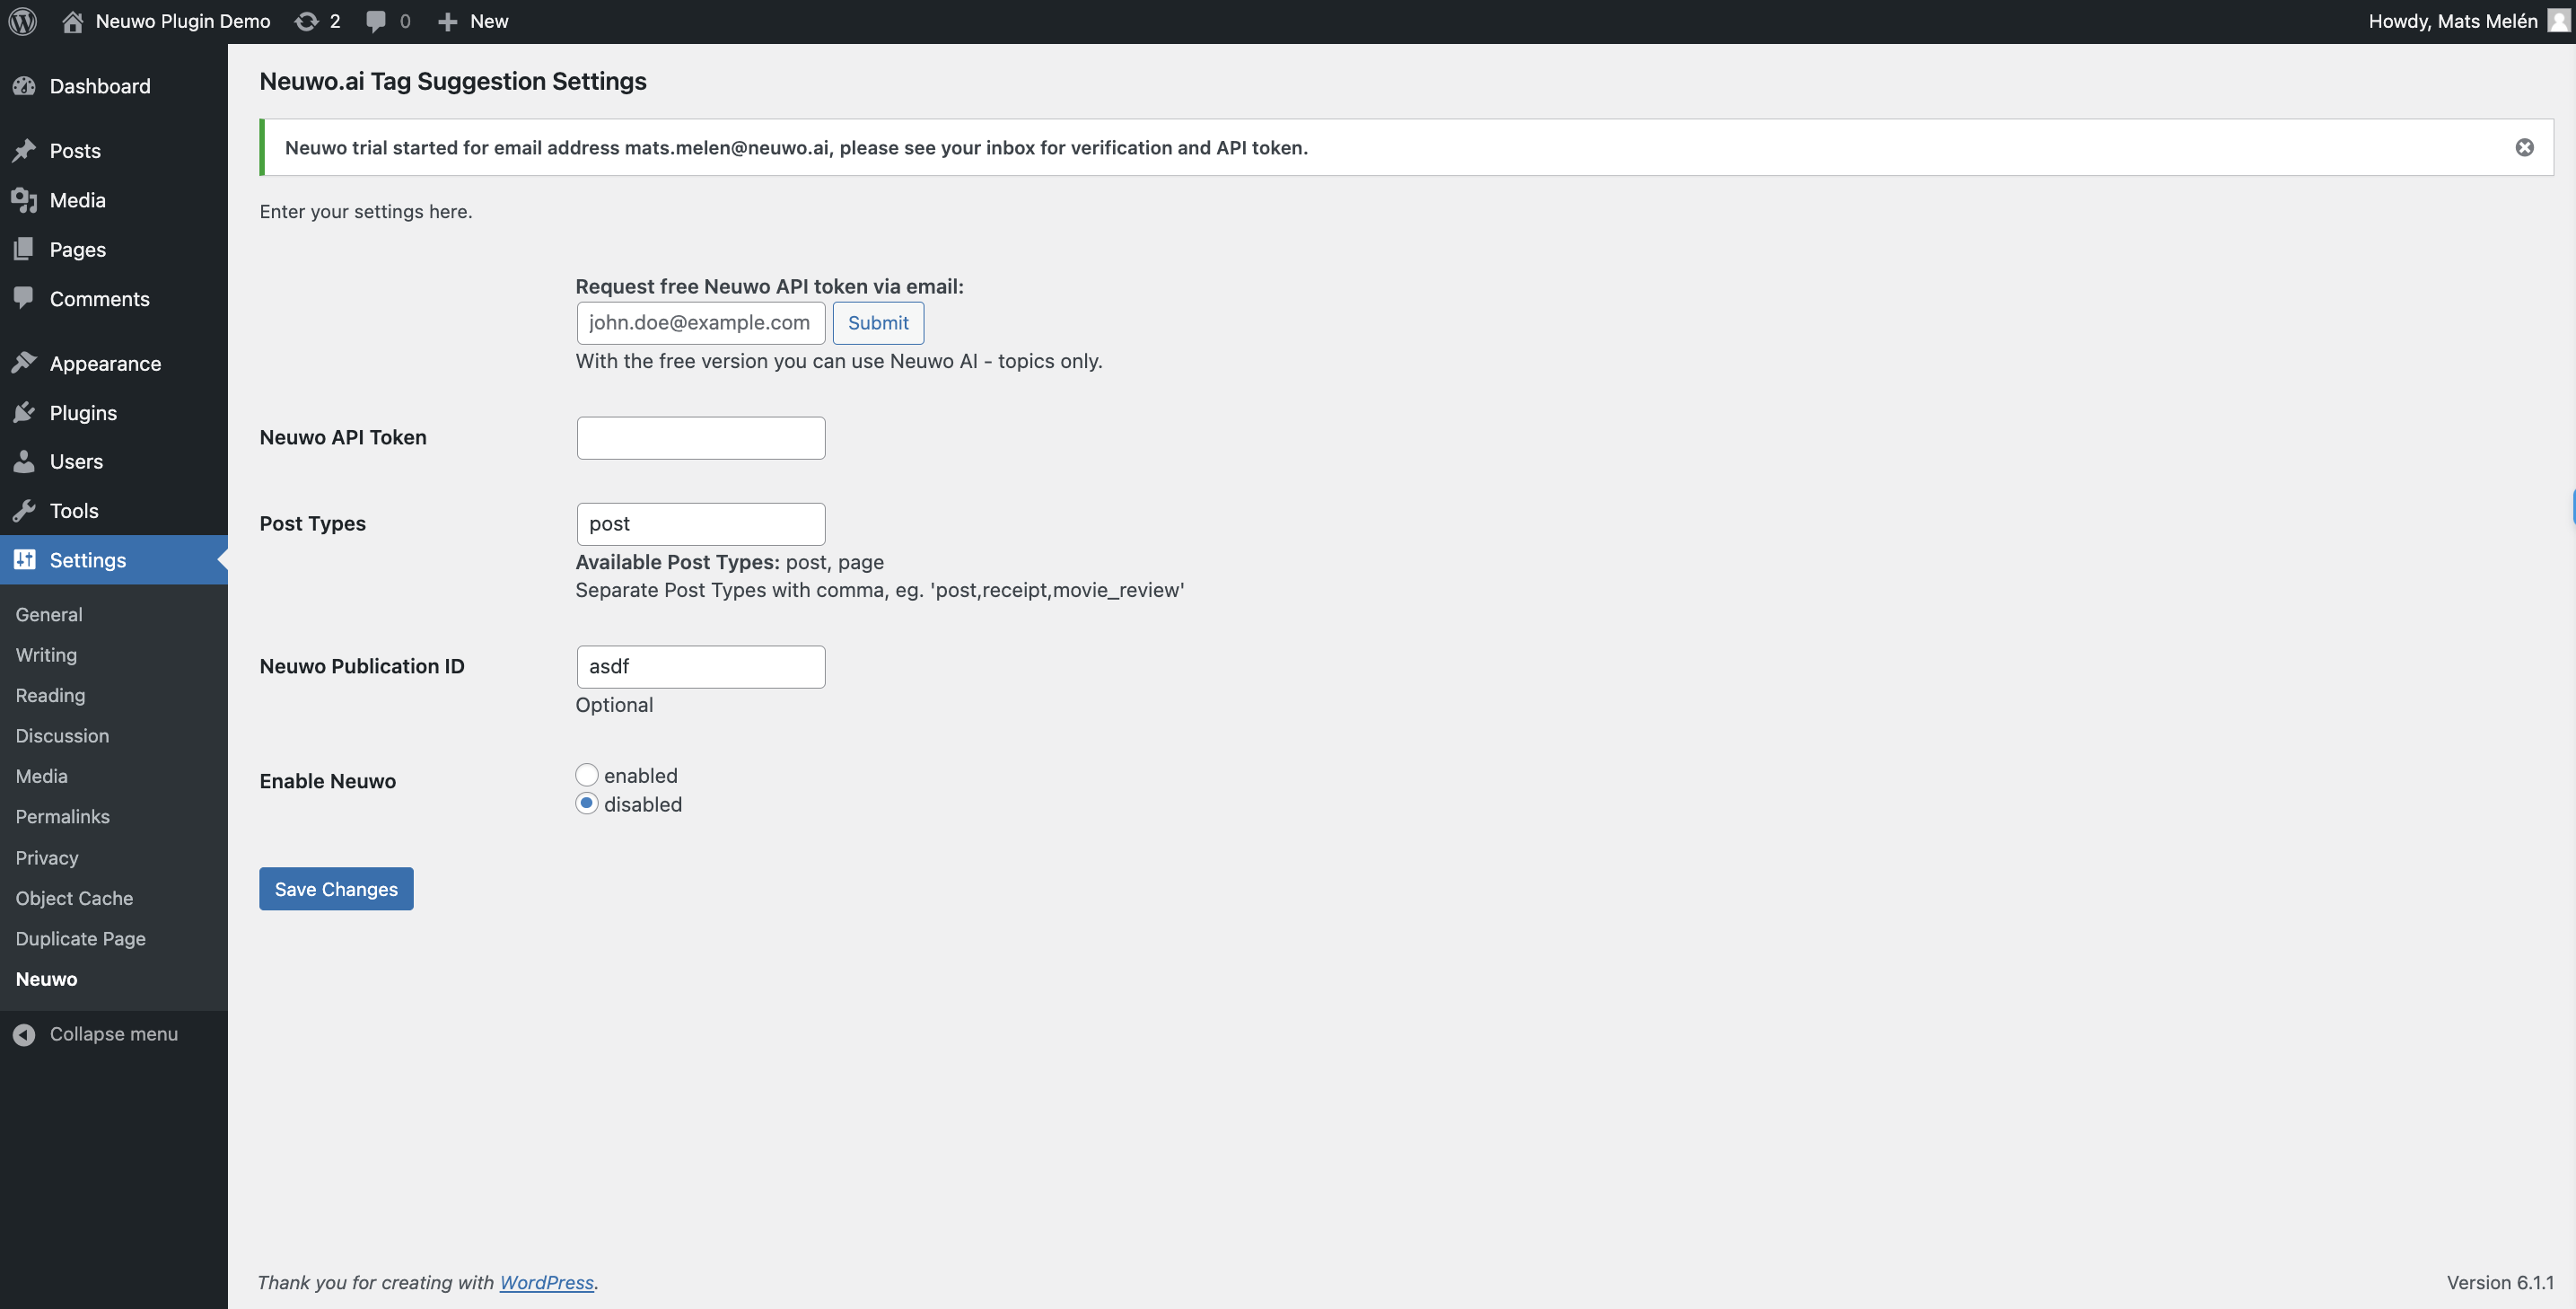 Neuwo Plugin Demo 2 0 New Howdy, Mats Melén
Dashboard
Posts
Media
Pages
Comments
Appearance
Plugins
Users
Tools
Settings
General
Writing
Reading
Discussion
Media
Permalinks
Privacy
Object Cache
Duplicate Page
Neuwo
Collapse menu
Neuwo.ai Tag Suggestion Settings
Neuwo trial started for email address mats.melen@neuwo.ai, please see your inbox for verification and API token.
Enter your settings here.
Request free Neuwo API token via email:
john.doe@example.com Submit
With the free version you can use Neuwo AI - topics only.
Neuwo API Token
Post Types post
Available Post Types: post, page
Separate Post Types with comma, eg. 'post,receipt,movie_review'
Neuwo Publication ID asdf
Optional
Enable Neuwo
enabled
disabled
Save Changes
Thank you for creating with WordPress.
Version 6.1.1